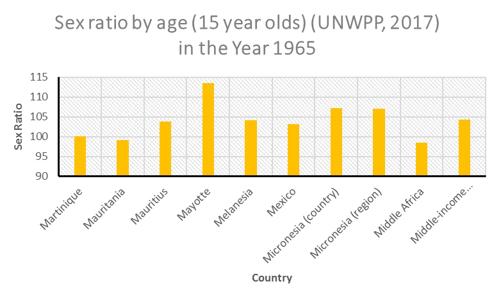 Sex ratio by age (15 year olds) (UNWPP, 2017)
in the Year 1965
Sex Ratio
115
110
105
100
95
90
Martinique
Mauritania
Mauritius
Mayotte
Melanesia
Mexico
Micronesia (country)
Micronesia (region)
Middle Africa
Middle-income...
Country